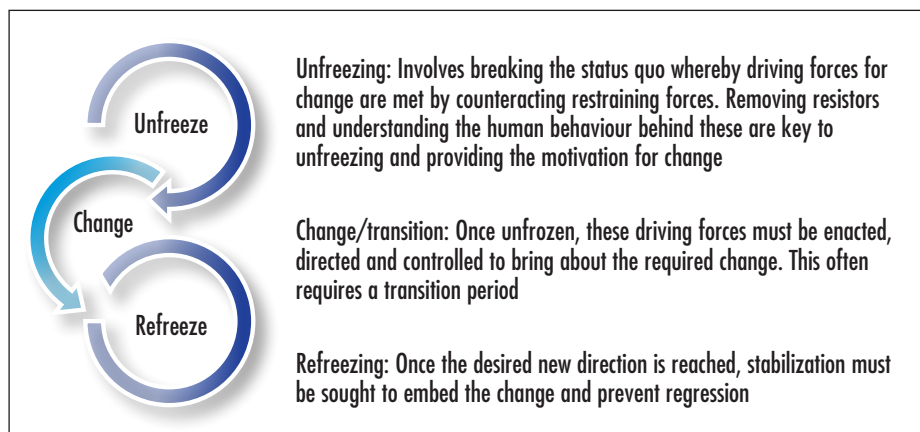 Unfreeze
Change
Refreeze
Unfreezing: Involves breaking the status quo whereby driving forces for
change are met by counteracting restraining forces. Removing resistors
and understanding the human behaviour behind these are key to
unfreezing and providing the motivation for change
Change/transition: Once unfrozen, these driving forces must be enacted,
directed and controlled to bring about the required change. This often
requires a transition period
Refreezing: Once the desired new direction is reached, stabilization must
be sought to embed the change and prevent regression